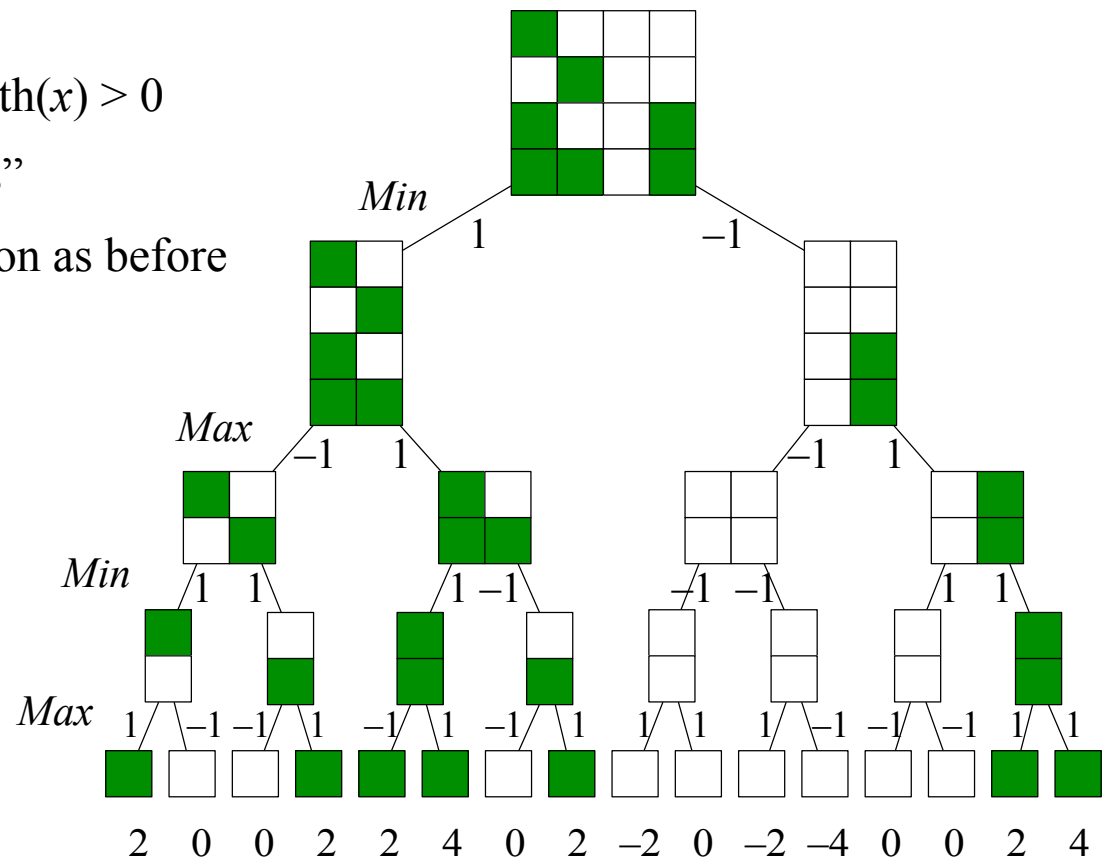 th(x) > 0
”
Min
1 −1
on as before
Max
−1 1 −1 1
Min
1 1 1 −1 −1 −1 1 1
Max
1 −1 −1 1 −1 1 −1 1 1 1 1 −1 −1 −1 1 1
2 0 0 2 2 4 0 2 −2 0 −2 −4 0 0 2 4